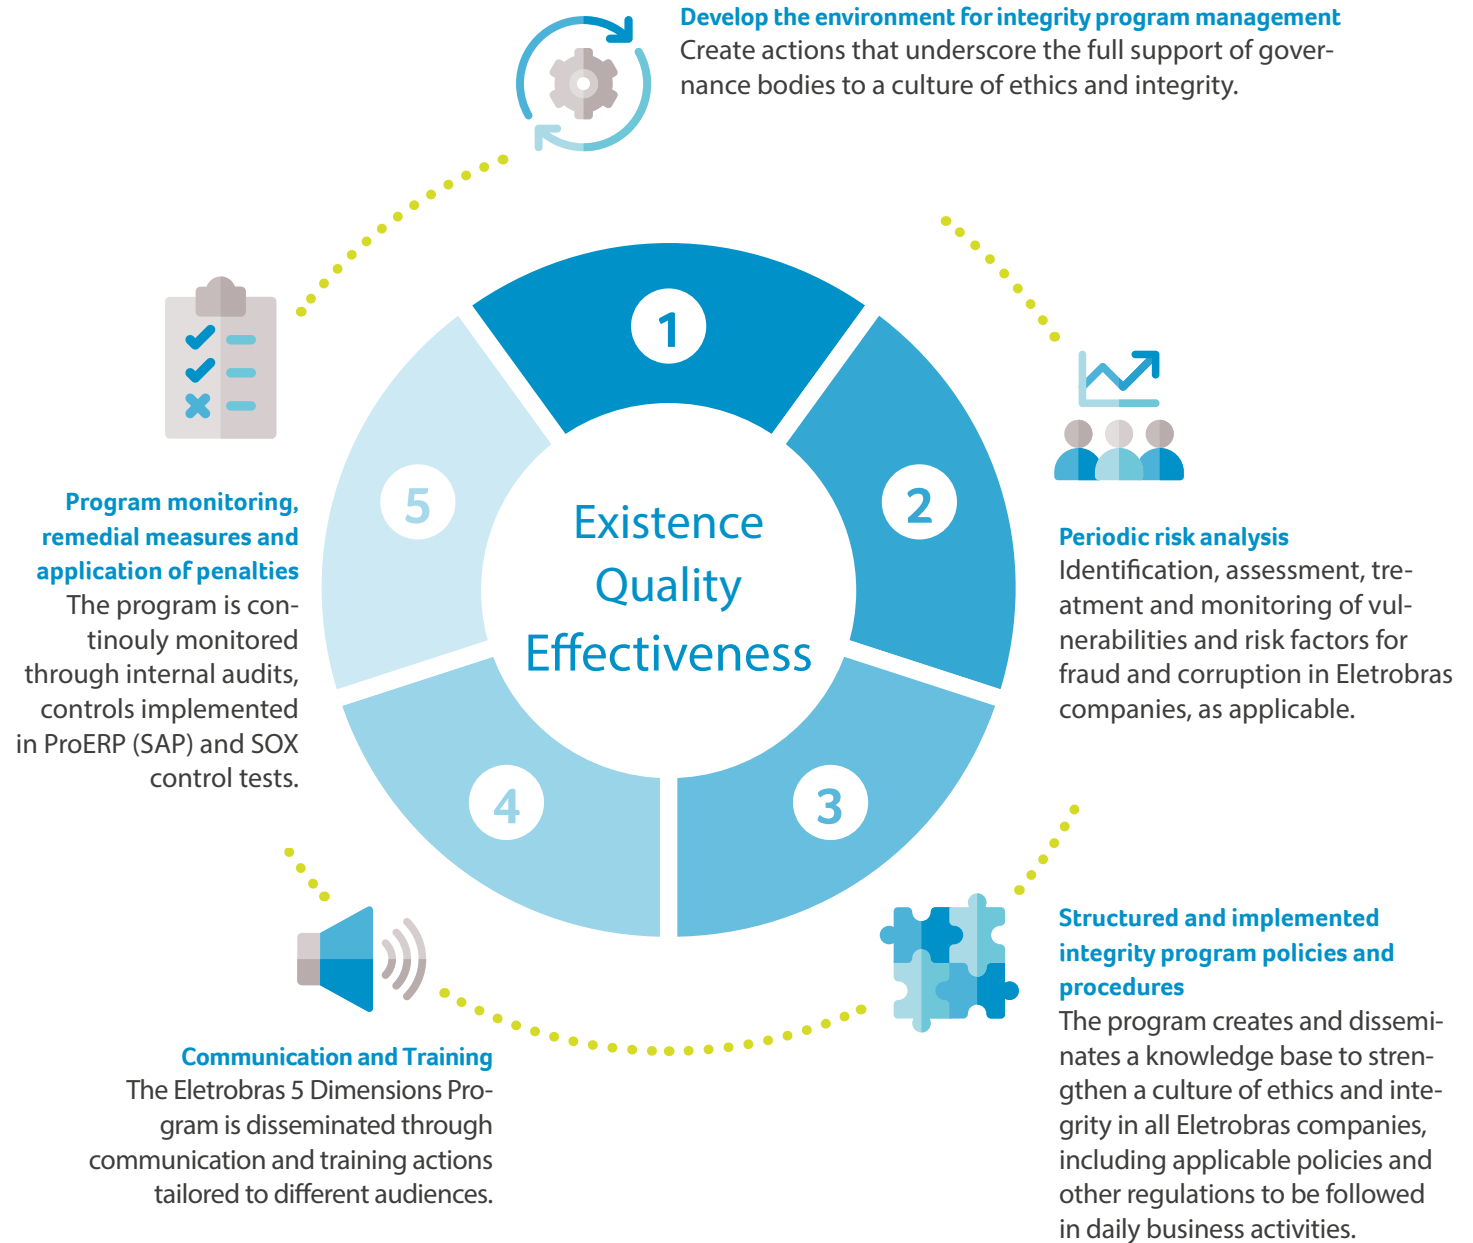 Develop the environment for integrity program management
Create actions that underscore the full support of gover-
nance bodies to a culture of ethics and integrity.
1
2
3
4
5
Existence
Quality
Effectiveness
Periodic risk analysis
Identification, assessment, tre-
atment and monitoring of vul-
nerabilities and risk factors for
fraud and corruption in Eletrobras
companies, as applicable.
Structured and implemented
integrity program policies and
procedures
The program creates and dissemi-
nates a knowledge base to stren-
gthen a culture of ethics and inte-
grity in all Eletrobras companies,
including applicable policies and
other regulations to be followed
in daily business activities.
Communication and Training
The Eletrobras 5 Dimensions Pro-
gram is disseminated through
communication and training actions
tailored to different audiences.
Program monitoring,
remedial measures and
application of penalties
The program is con-
tinouly monitored
through internal audits,
controls implemented
in ProERP (SAP) and SOX
control tests.